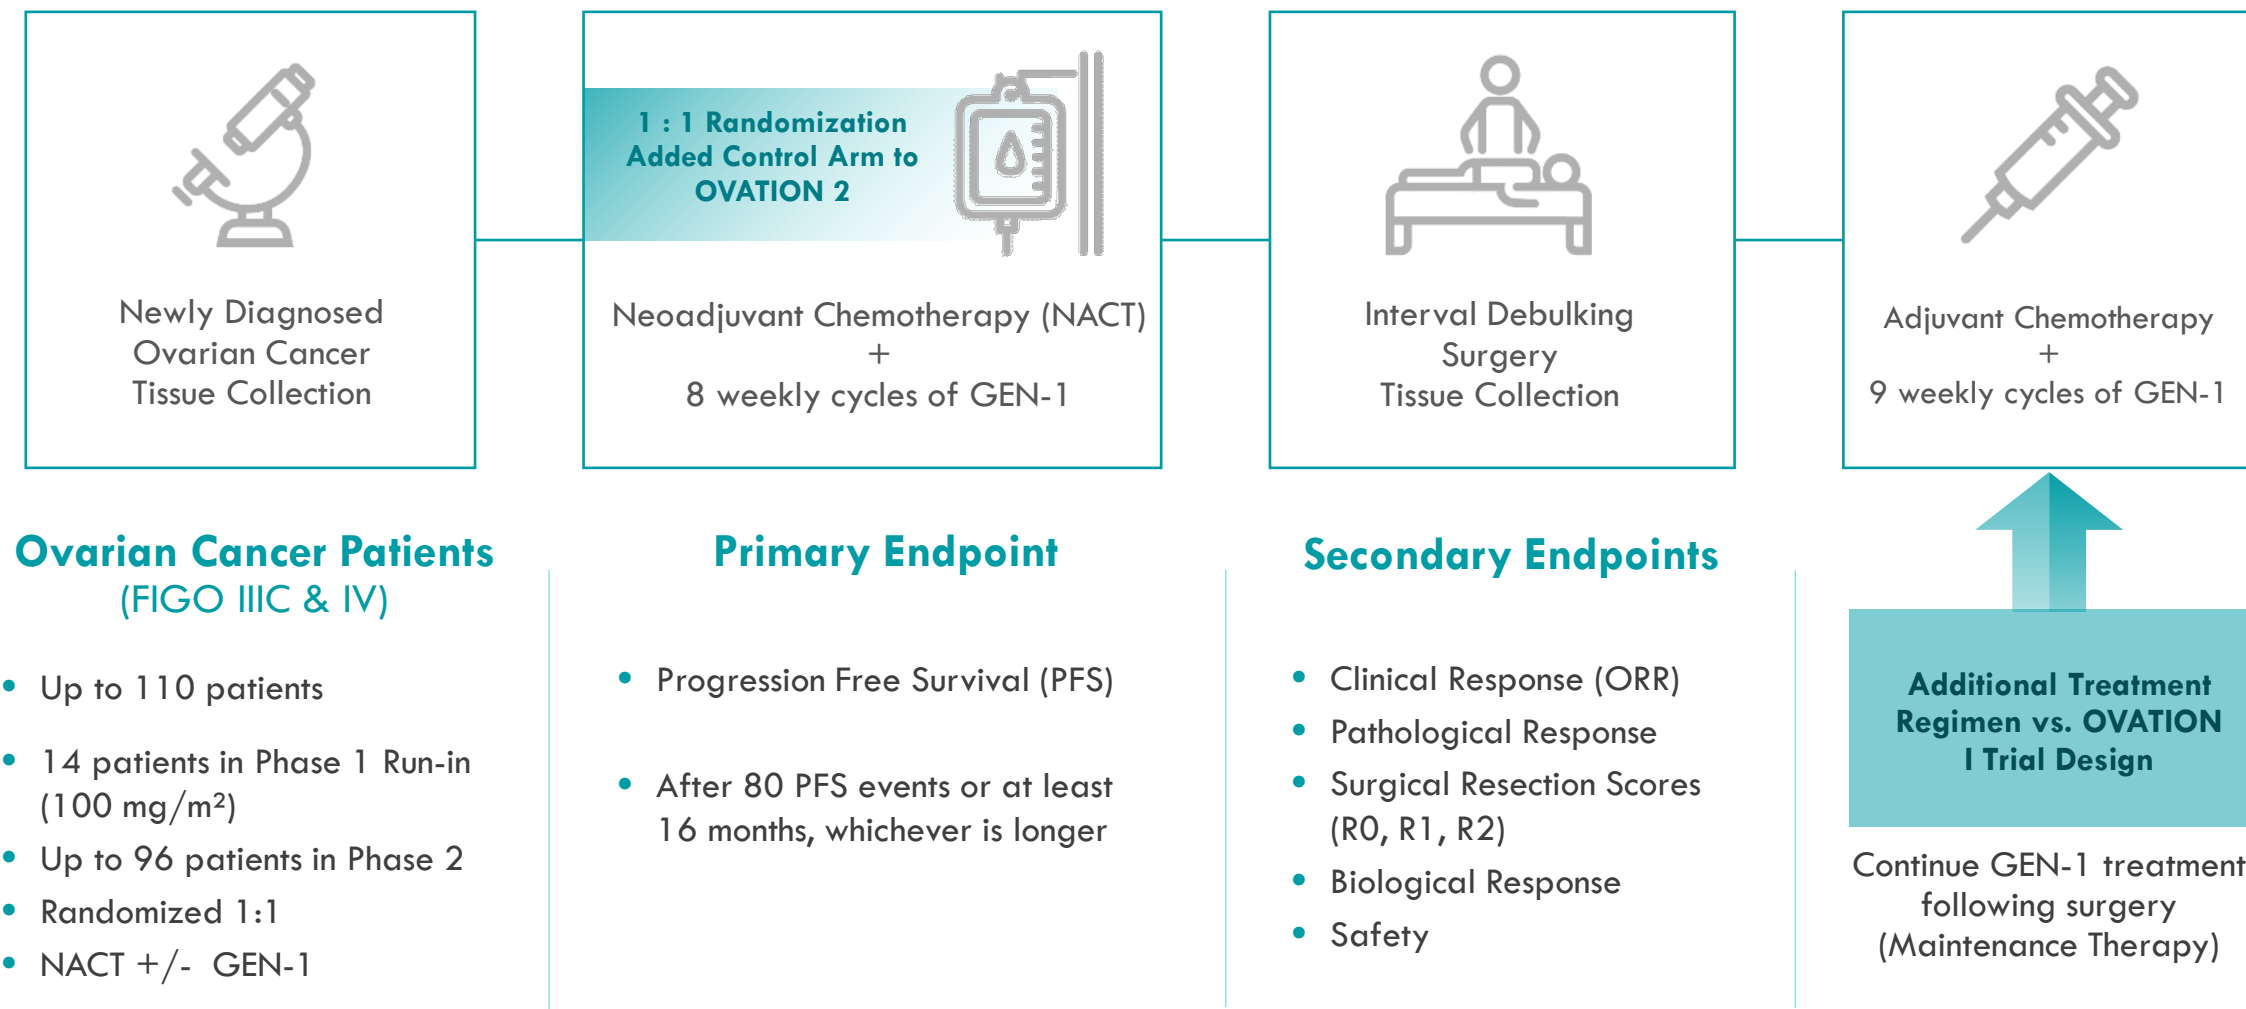 1 : 1 Randomization
Added Control Arm to
OVATION 2
Newly Diagnosed
Ovarian Cancer
Tissue Collection
Neoadjuvant Chemotherapy (NACT)
+
8 weekly cycles of GEN-1
Interval Debulking
Surgery
Tissue Collection
Adjuvant Chemotherapy
+
9 weekly cycles of GEN-1
Ovarian Cancer Patients
(FIGO IIIC & IV)
• Up to 110 patients
• 14 patients in Phase 1 Run-in
(100 mg/m²)
• Up to 96 patients in Phase 2
• Randomized 1:1
• NACT +/- GEN-1
Primary Endpoint
• Progression Free Survival (PFS)
• After 80 PFS events or at least
16 months, whichever is longer
Secondary Endpoints
• Clinical Response (ORR)
• Pathological Response
• Surgical Resection Scores
(R0, R1, R2)
• Biological Response
• Safety
Additional Treatment
Regimen vs. OVATION
I Trial Design
Continue GEN-1 treatment
following surgery
(Maintenance Therapy)